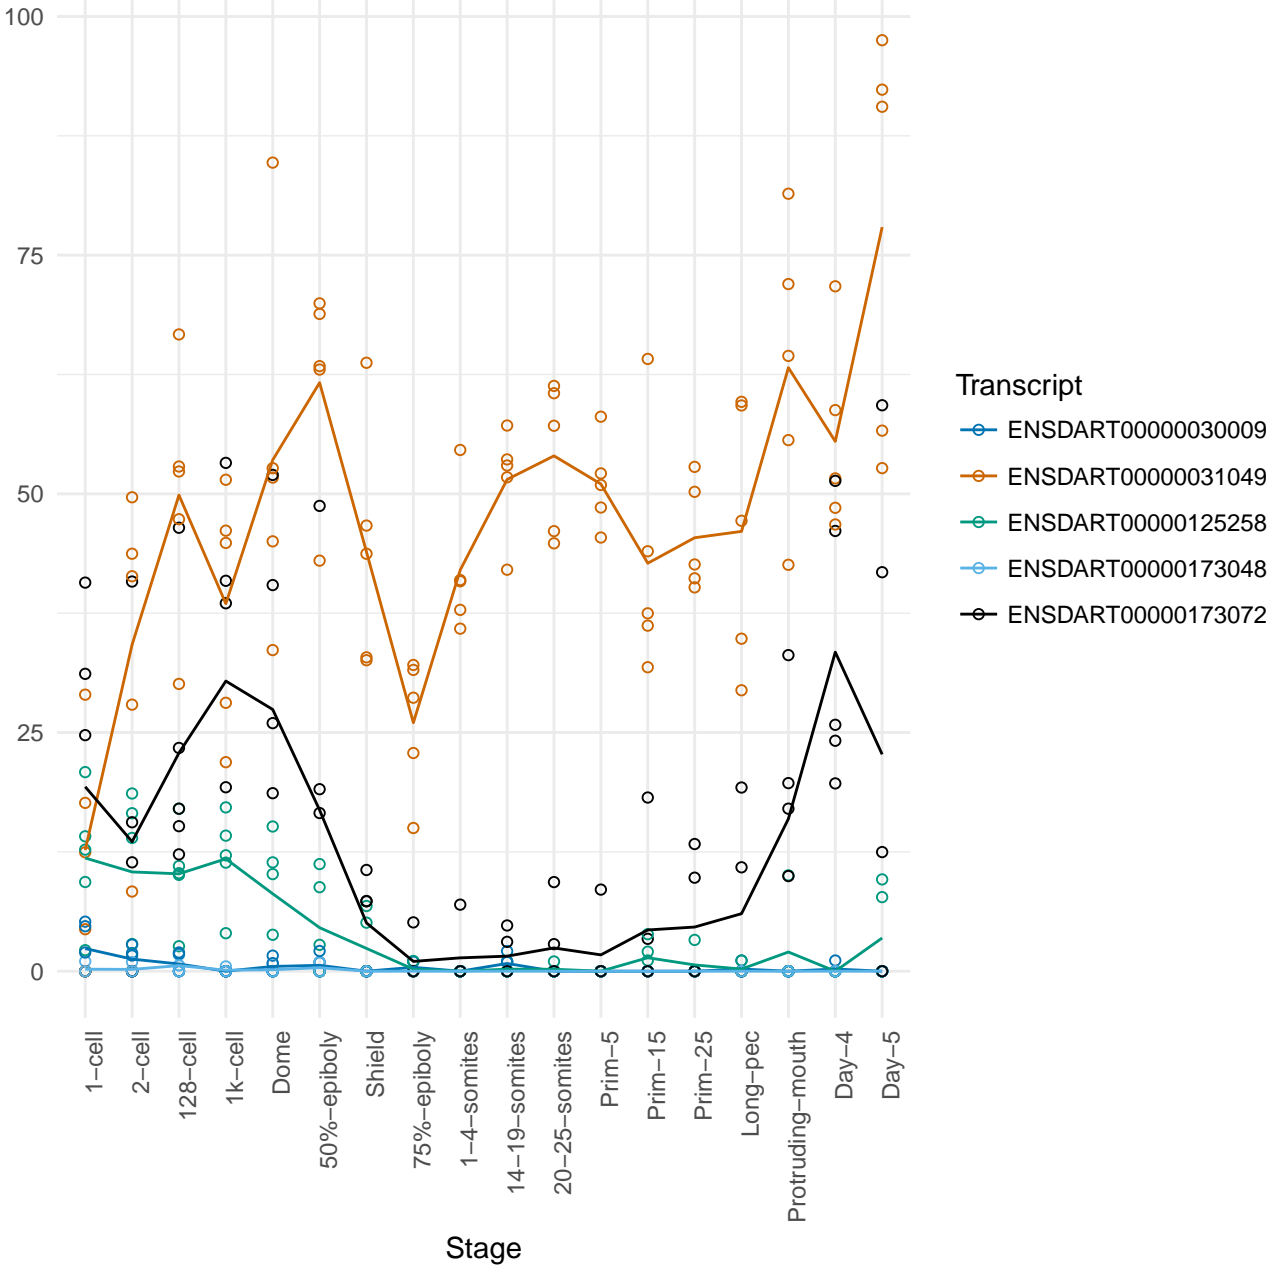 100
75
50
25
0
1−cell
2−cell
128−cell
1k−cell
Dome
50%−epiboly
Shield
75%−epiboly
1−4−somites
14−19−somites
20−25−somites
Prim−5
Prim−15
Prim−25
Long−pec
Protruding−mouth
Day−4
Day−5
Stage
Transcript
ENSDART00000030009
ENSDART00000031049
ENSDART00000125258
ENSDART00000173048
ENSDART00000173072